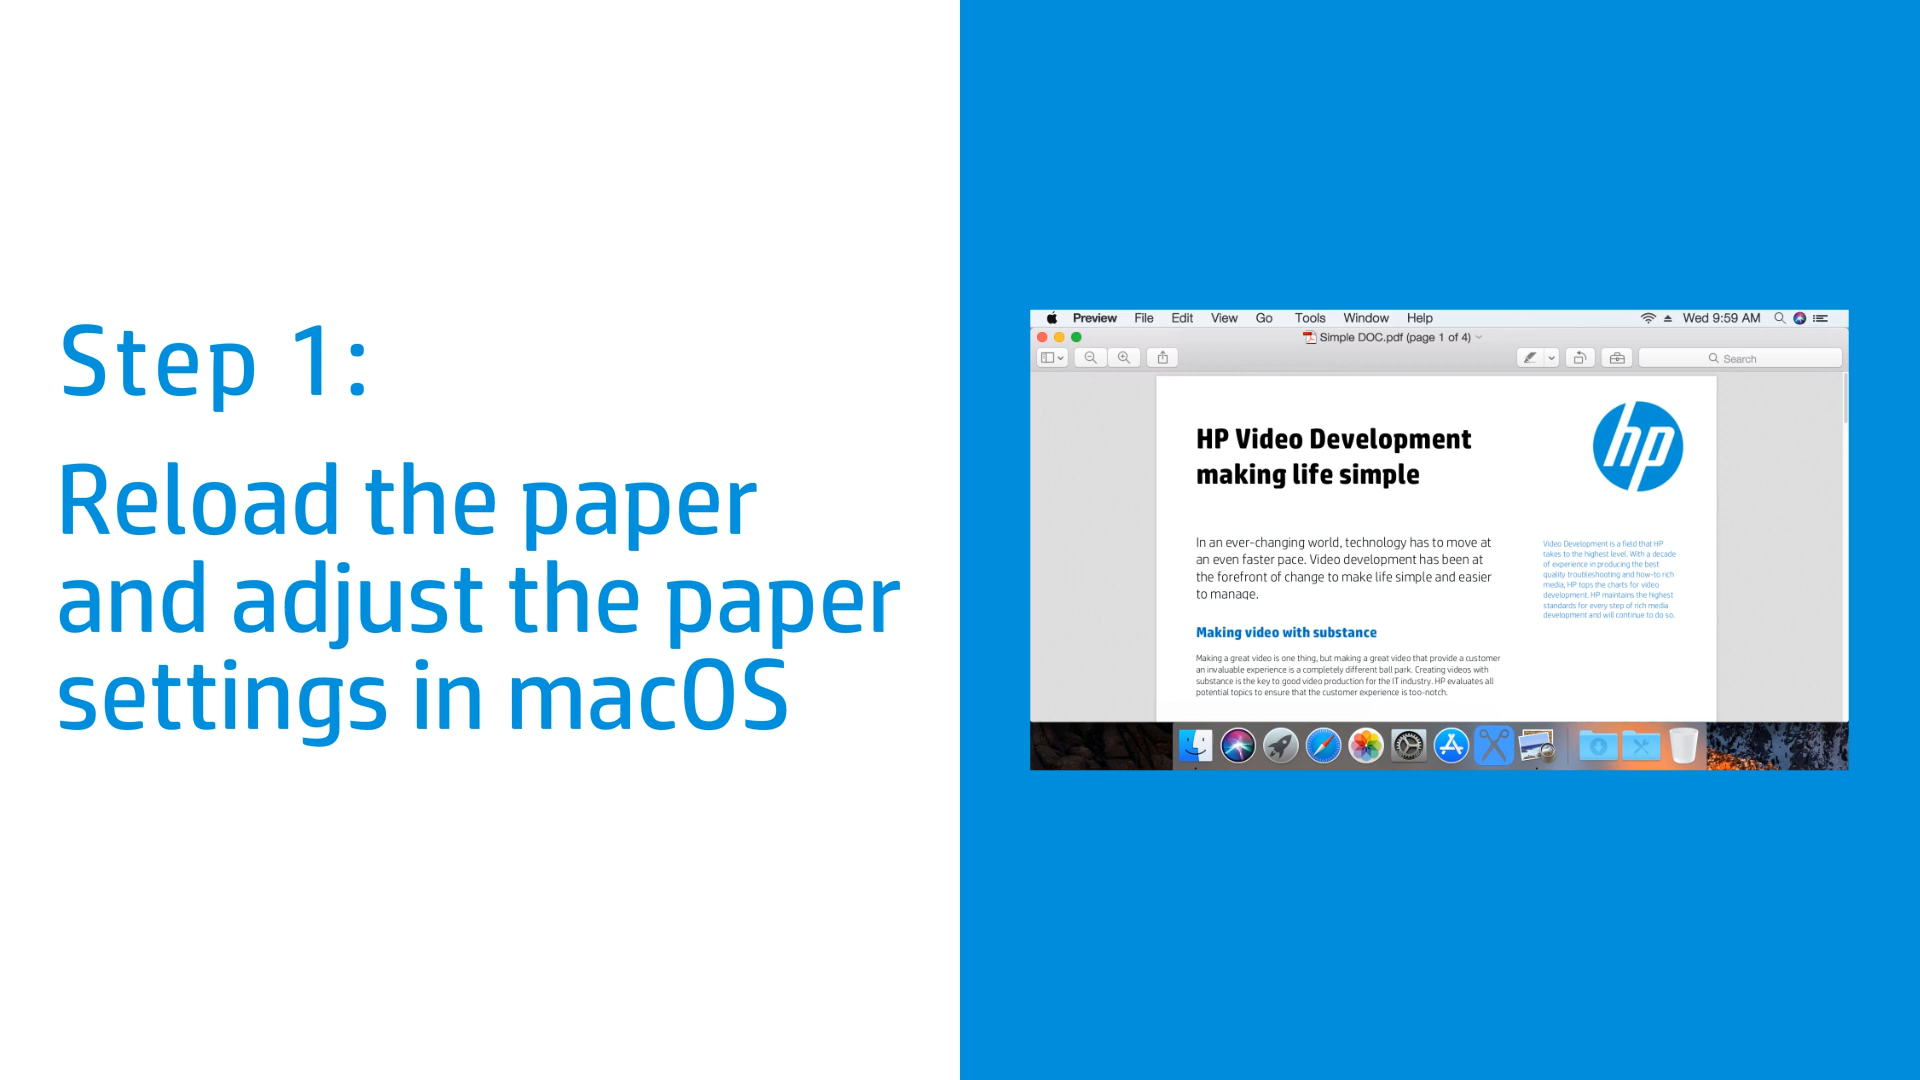 Step 1:
Reload the paper
and adjust the paper
settings in macOS
Preview File Edit View Go Tools Window Help Wed 9:59 AM
Simple DOC.pdf (page 1 of 4)
Search
HP Video Development
making life simple
hp
In an ever-changing world, technology has to move at
an even faster pace. Video development has been at
the forefront of change to make life simple and easier
to manage.
Video Development is a field that HP
takes to the highest level. With a decade
of experience in producing the best
quality troubleshooting and how-to rich
media, HP tops the charts for video
development. HP maintains the highest
standards for every step of rich media
development and will continue to do so.
Making video with substance
Making a great video is one thing, but making a great video that provide a customer
an invaluable experience is a completely different ball park. Creating videos with
substance is the key to good video production for the IT industry. HP evaluates all
potential topics to ensure that the customer experience is too-notch.